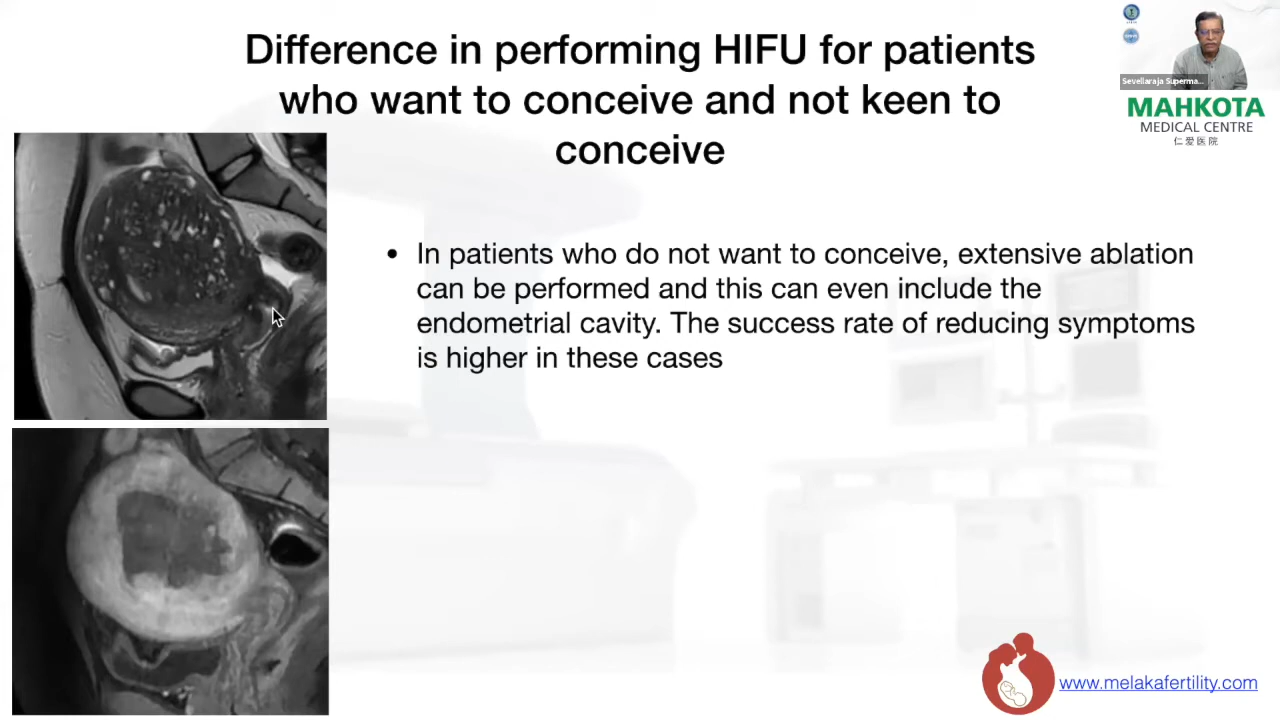 Difference in performing HIFU for patients
who want to conceive and not keen to
conceive
Sevellaraja Superma...
MAHKOTA
MEDICAL CENTRE
仁爱医院
• In patients who do not want to conceive, extensive ablation
can be performed and this can even include the
endometrial cavity. The success rate of reducing symptoms
is higher in these cases
www.melakafertility.com